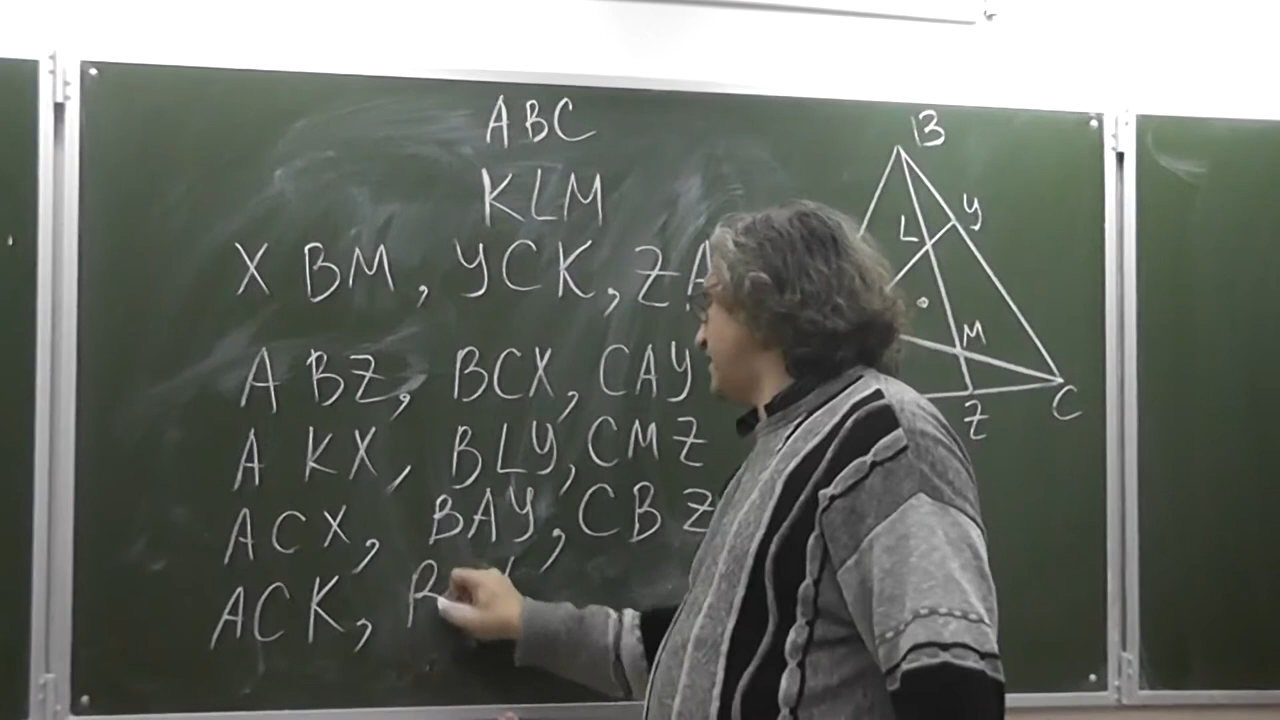 ABC
KLM
X BM, YCK, ZA
ABZ, BCX, CAY
AKX, BLY, CMZ
ACX, BAY, CBZ
ACK, B
B
Y
L
M
Z
C